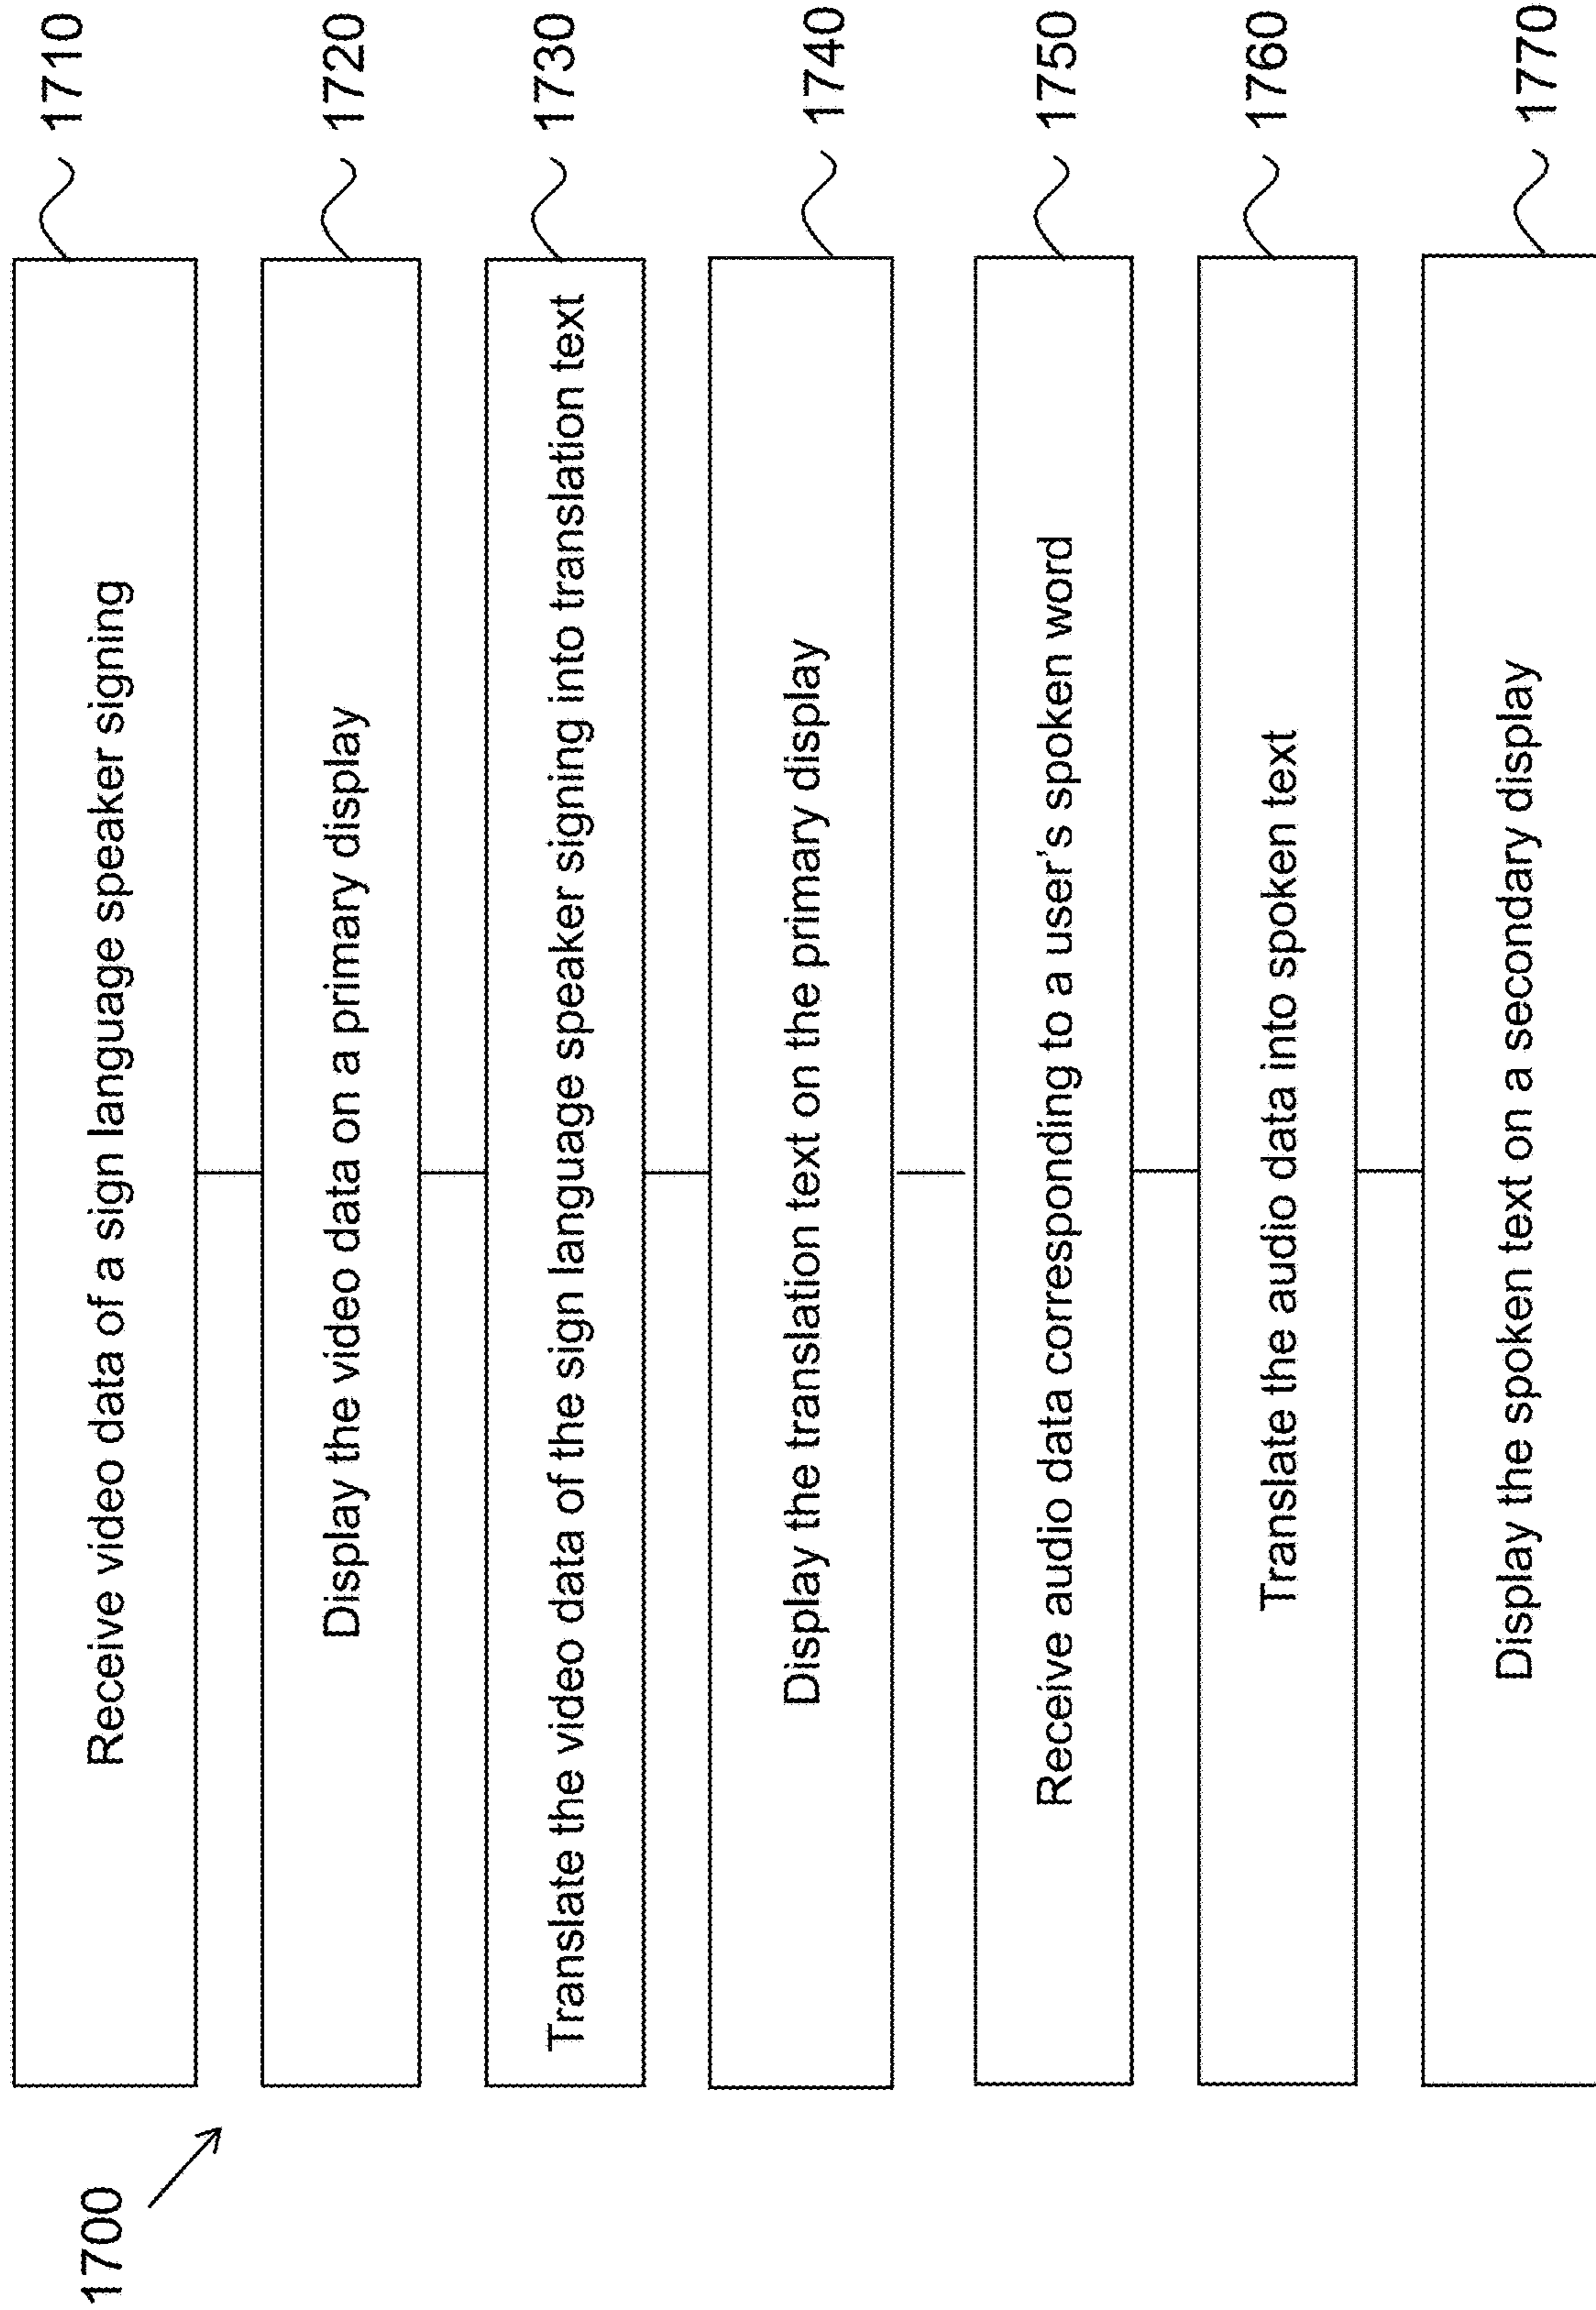 1700
Receive video data of a sign language speaker signing
1710
Display the video data on a primary display
1720
Translate the video data of the sign language speaker signing into translation text
1730
Display the translation text on the primary display
1740
Receive audio data corresponding to a user's spoken word
1750
Translate the audio data into spoken text
1760
Display the spoken text on a secondary display
1770